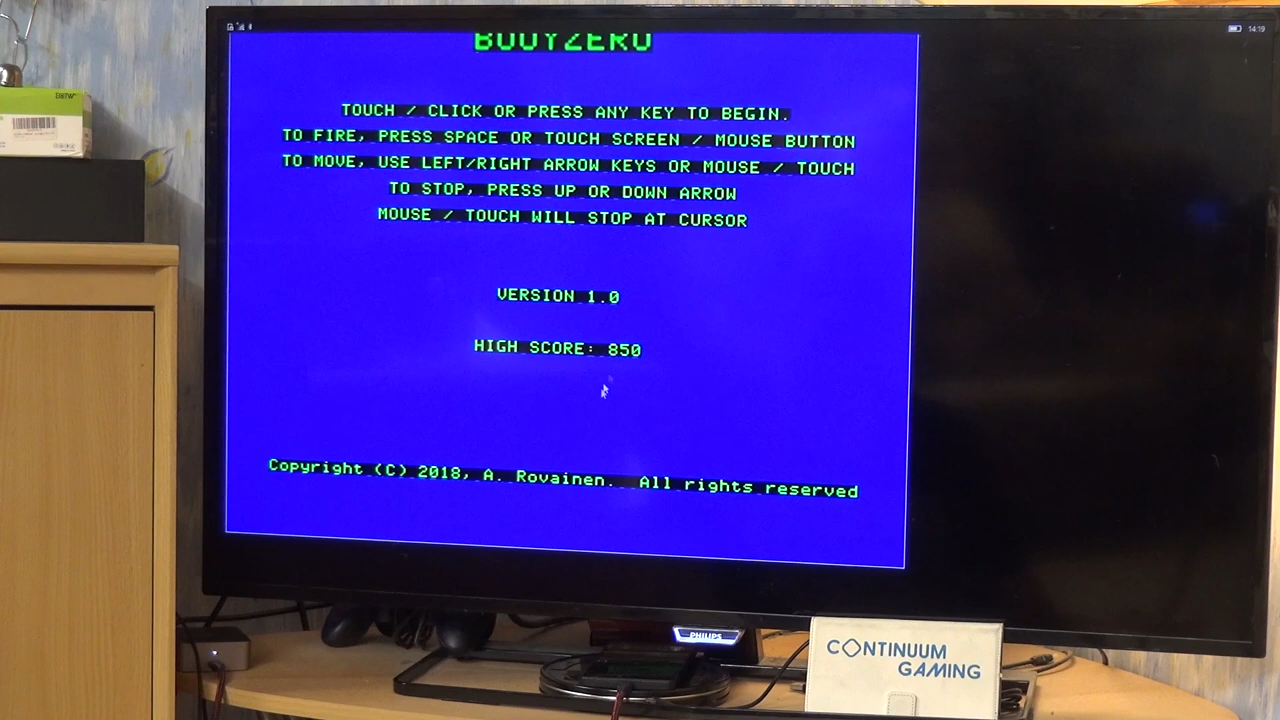 14:19
BOOYZERO
TOUCH / CLICK OR PRESS ANY KEY TO BEGIN.
TO FIRE, PRESS SPACE OR TOUCH SCREEN / MOUSE BUTTON
TO MOVE, USE LEFT/RIGHT ARROW KEYS OR MOUSE / TOUCH
TO STOP, PRESS UP OR DOWN ARROW
MOUSE / TOUCH WILL STOP AT CURSOR
VERSION 1.0
HIGH SCORE: 850
Copyright (C) 2018, A. Rovainen.  All rights reserved
PHILIPS
CONTINUUM
GAMING